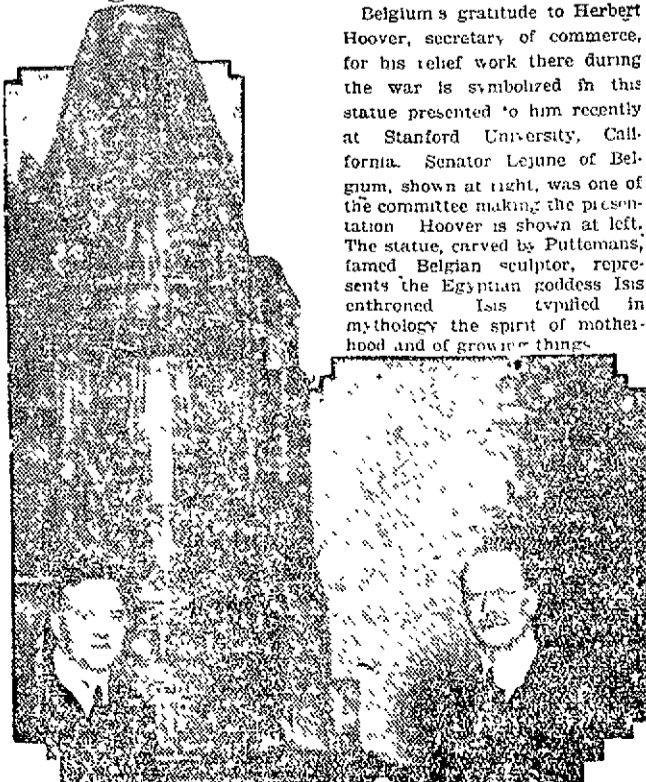 Belgium s gratitude to Herbert
Hoover, secretary of commerce,
for his relief work there during
the war is symbolized in this
statue presented to him recently
at Stanford University, Cali-
fornia. Senator Lejune of Bel-
gium, shown at right, was one of
the committee making the presen-
tation Hoover is shown at left.
The statue, carved by Puttemans,
famed Belgian sculptor, repre-
sents the Egyptian goddess Isis
enthroned Isis typified in
mythology the spirit of mother-
hood and of growing things